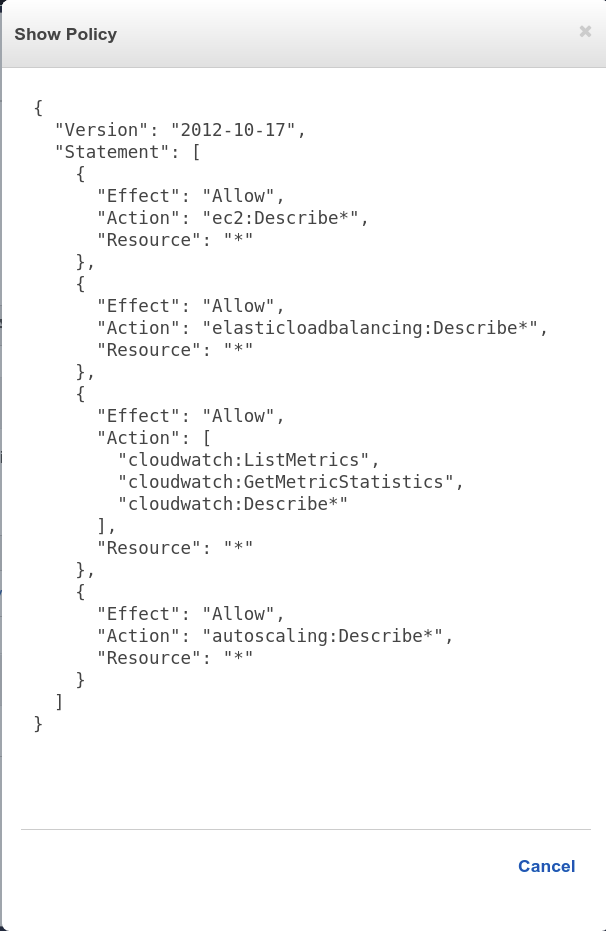 Show Policy
{
  "Version": "2012-10-17",
  "Statement": [
    {
      "Effect": "Allow",
      "Action": "ec2:Describe*",
      "Resource": "*"
    },
    {
      "Effect": "Allow",
      "Action": "elasticloadbalancing:Describe*",
      "Resource": "*"
    },
    {
      "Effect": "Allow",
      "Action": [
        "cloudwatch:ListMetrics",
        "cloudwatch:GetMetricStatistics",
        "cloudwatch:Describe*"
      ],
      "Resource": "*"
    },
    {
      "Effect": "Allow",
      "Action": "autoscaling:Describe*",
      "Resource": "*"
    }
  ]
}
Cancel